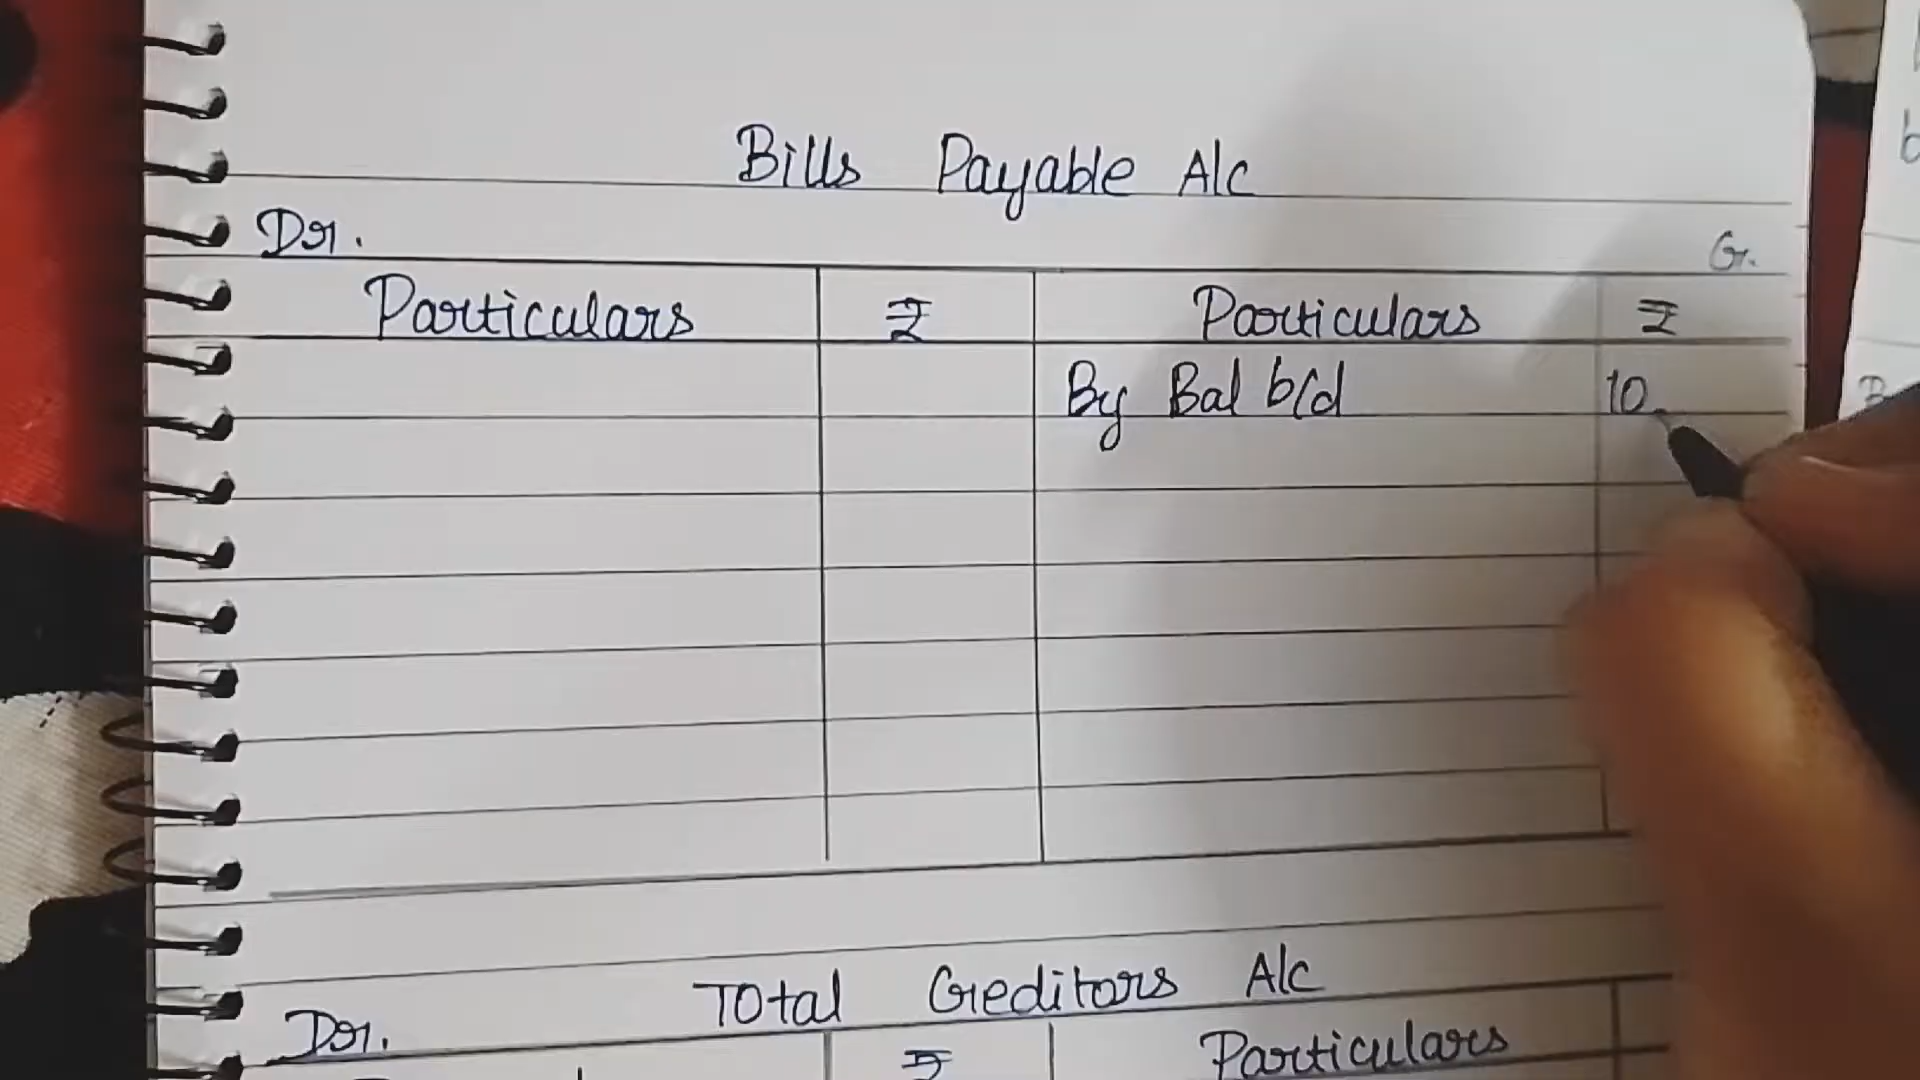 Bills Payable A/c
Dr.
Cr.
Particulars ₹ Particulars ₹
By Bal b/d 10
Total Creditors A/c
Dr.
₹ Particulars